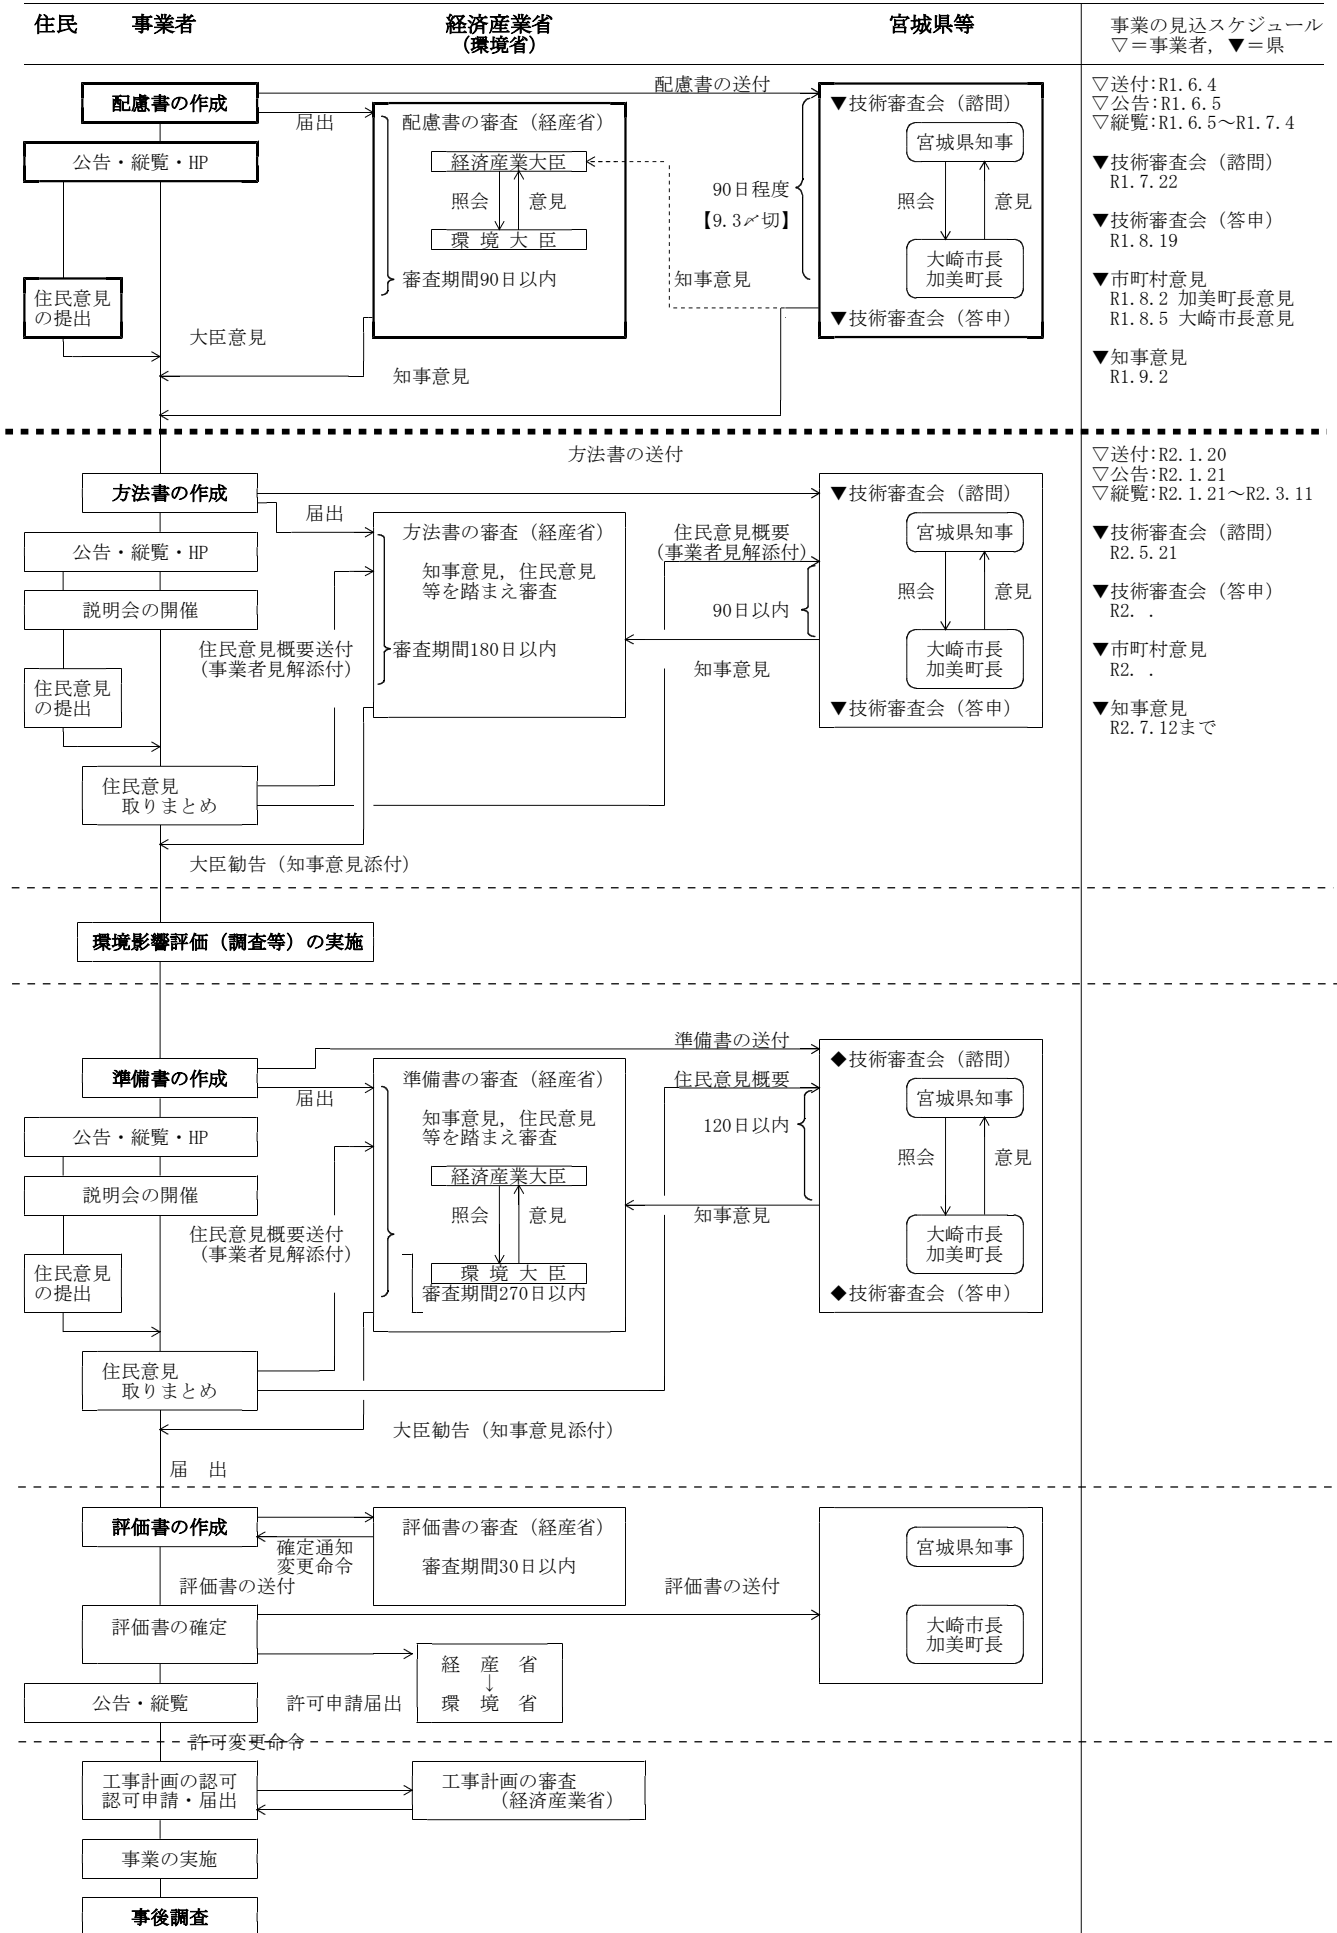 住民　事業者
経済産業省
(環境省)
宮城県等
事業の見込スケジュール
▽＝事業者，▼＝県
配慮書の作成
配慮書の送付
届出
公告・縦覧・HP
住民意見
の提出
配慮書の審査（経産省）
経済産業大臣
照会　意見
環 境 大 臣
審査期間90日以内
大臣意見
知事意見
知事意見
90日程度
【9.3〆切】
▼技術審査会（諮問）
宮城県知事
照会　意見
大崎市長
加美町長
▼技術審査会（答申）
▽送付:R1.6.4
▽公告:R1.6.5
▽縦覧:R1.6.5～R1.7.4
▼技術審査会（諮問）
R1.7.22
▼技術審査会（答申）
R1.8.19
▼市町村意見
R1.8.2 加美町長意見
R1.8.5 大崎市長意見
▼知事意見
R1.9.2
方法書の送付
方法書の作成
届出
公告・縦覧・HP
説明会の開催
住民意見
の提出
住民意見概要送付
(事業者見解添付)
方法書の審査（経産省）
知事意見，住民意見
等を踏まえ審査
審査期間180日以内
住民意見概要
(事業者見解添付)
90日以内
知事意見
▼技術審査会（諮問）
宮城県知事
照会　意見
大崎市長
加美町長
▼技術審査会（答申）
住民意見
取りまとめ
大臣勧告（知事意見添付）
▽送付:R2.1.20
▽公告:R2.1.21
▽縦覧:R2.1.21～R2.3.11
▼技術審査会（諮問）
R2.5.21
▼技術審査会（答申）
R2. .
▼市町村意見
R2. .
▼知事意見
R2.7.12まで
環境影響評価（調査等）の実施
準備書の送付
準備書の作成
届出
公告・縦覧・HP
説明会の開催
住民意見
の提出
住民意見概要送付
（事業者見解添付）
準備書の審査（経産省）
知事意見，住民意見
等を踏まえ審査
経済産業大臣
照会　意見
環 境 大 臣
審査期間270日以内
住民意見概要
120日以内
知事意見
◆技術審査会（諮問）
宮城県知事
照会　意見
大崎市長
加美町長
◆技術審査会（答申）
住民意見
取りまとめ
大臣勧告（知事意見添付）
届　出
評価書の作成
確定通知
変更命令
評価書の審査（経産省）
審査期間30日以内
評価書の送付
評価書の送付
宮城県知事
大崎市長
加美町長
評価書の確定
経　産　省
↓
環　境　省
公告・縦覧
許可申請届出
許可変更命令
工事計画の認可
認可申請・届出
工事計画の審査
（経済産業省）
事業の実施
事後調査